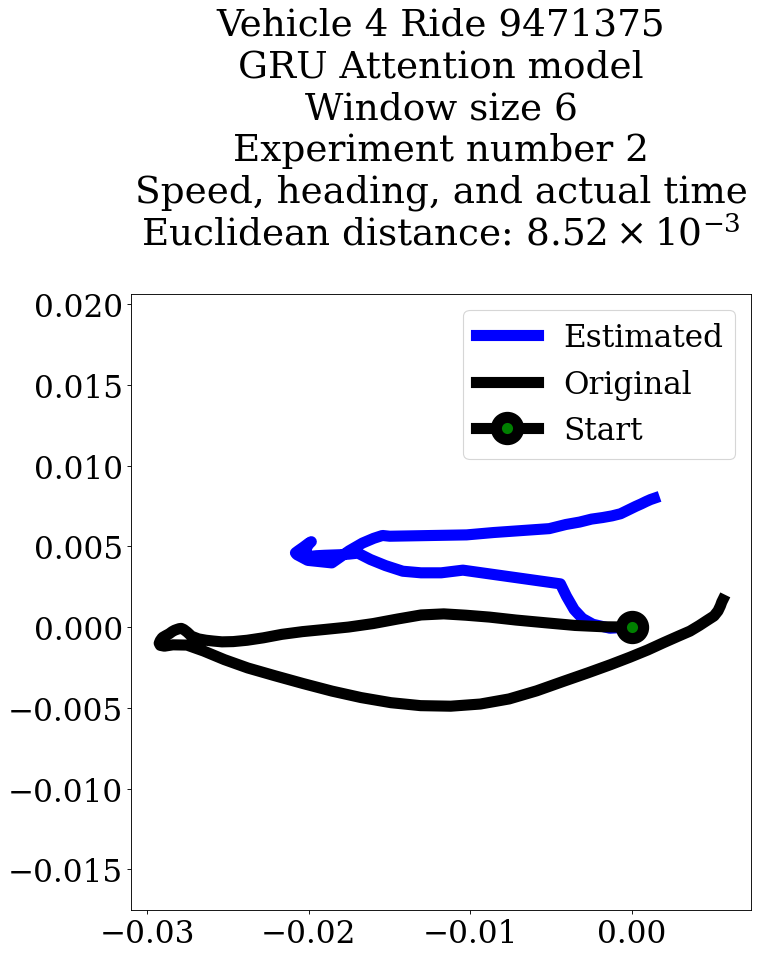 Vehicle 4 Ride 9471375
GRU Attention model
Window size 6
Experiment number 2
Speed, heading, and actual time
Euclidean distance: 8.52 × 10⁻³
0.020
0.015
0.010
0.005
0.000
−0.005
−0.010
−0.015
Estimated
Original
Start
−0.03
−0.02
−0.01
0.00